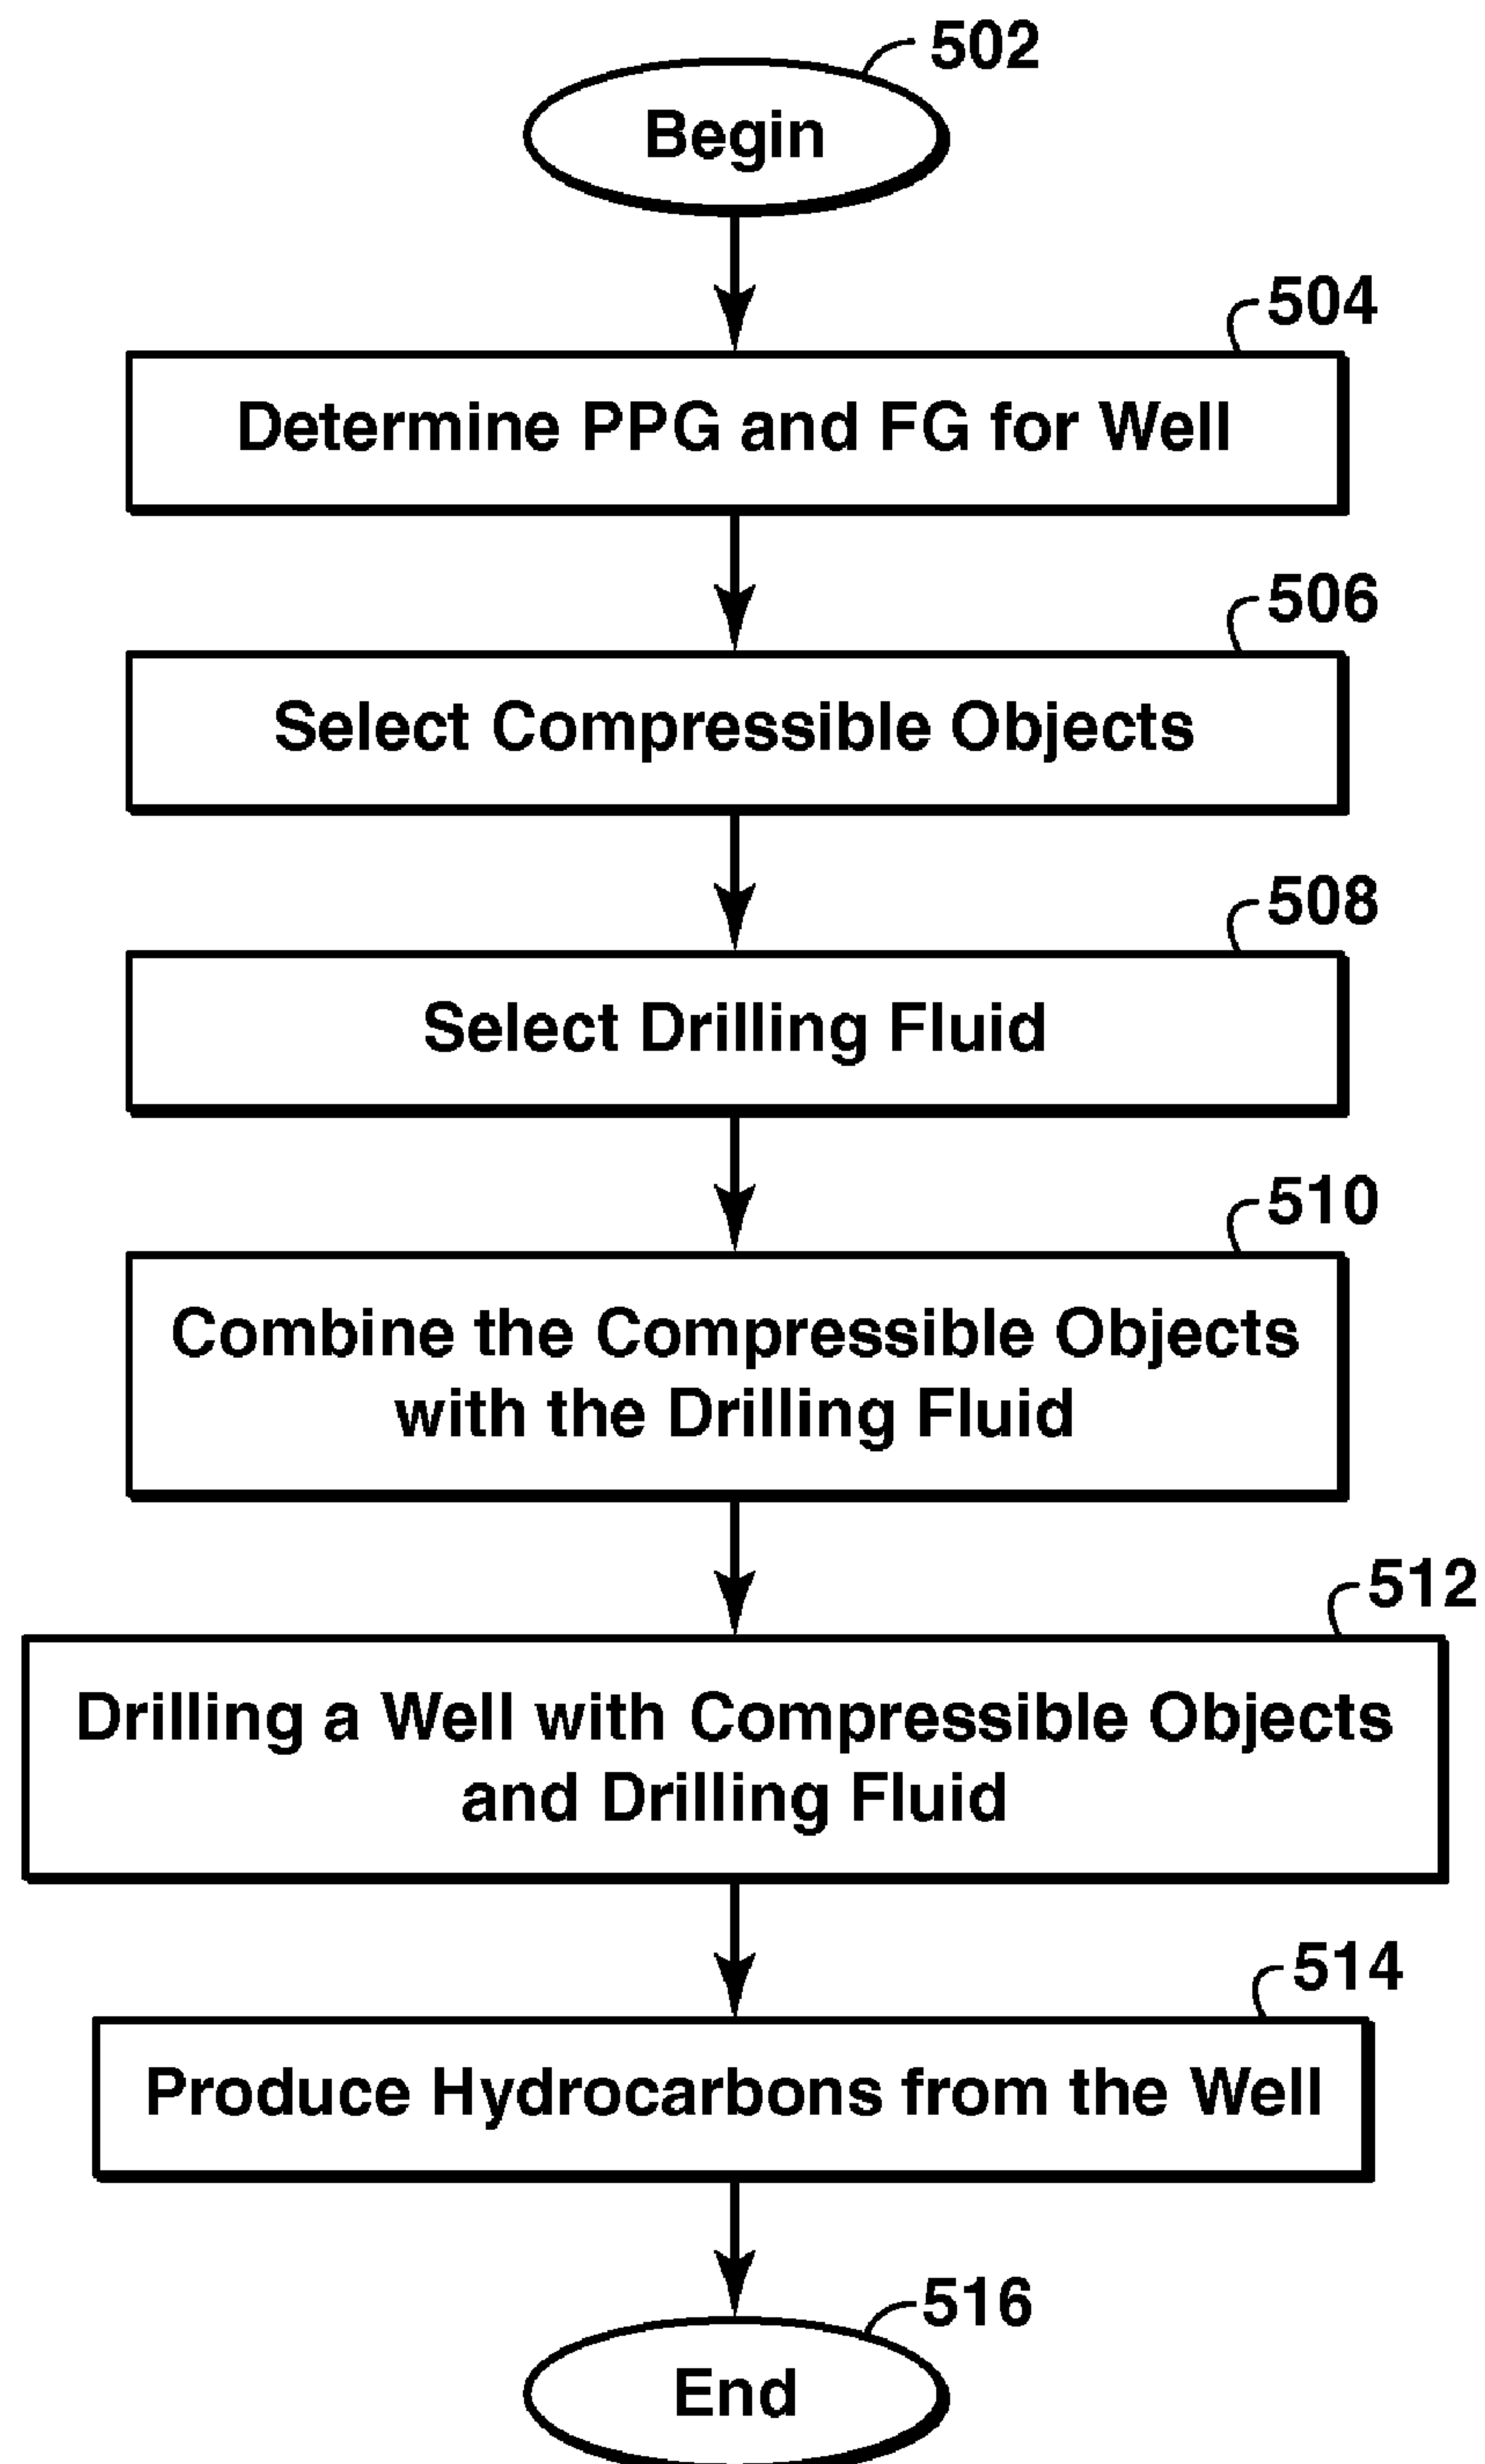 502
Begin
504
Determine PPG and FG for Well
506
Select Compressible Objects
508
Select Drilling Fluid
510
Combine the Compressible Objects
with the Drilling Fluid
512
Drilling a Well with Compressible Objects
and Drilling Fluid
514
Produce Hydrocarbons from the Well
516
End